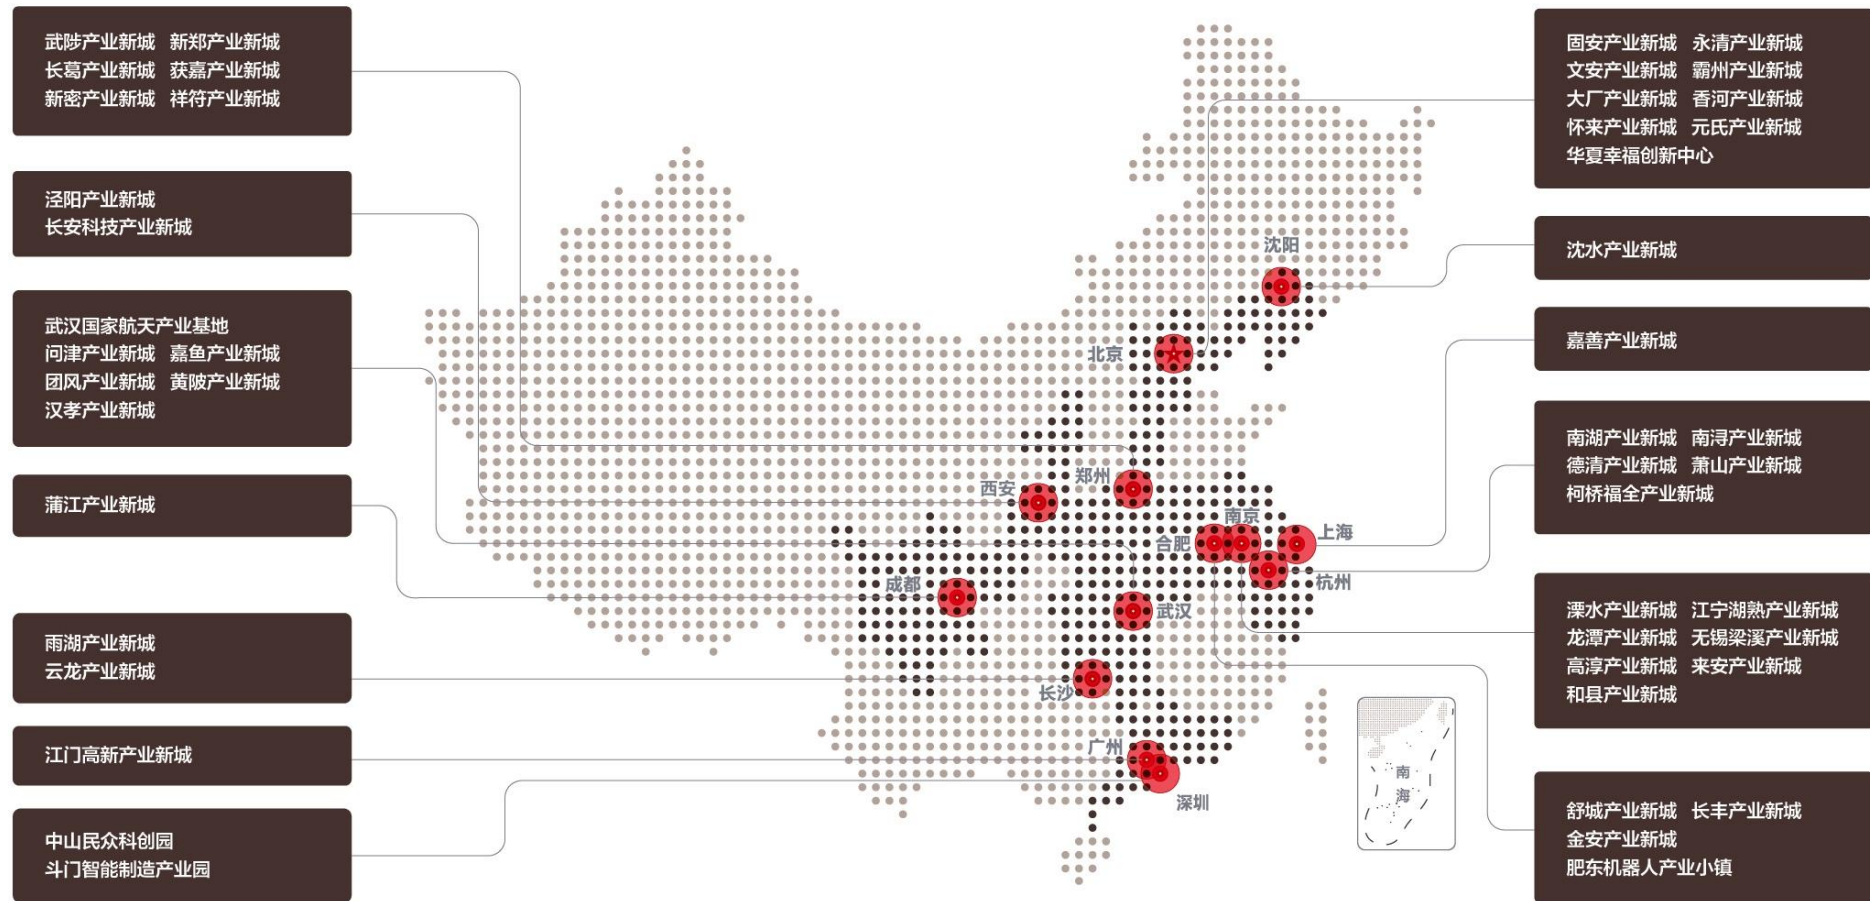 武陟产业新城 新郑产业新城
长葛产业新城 获嘉产业新城
新密产业新城 祥符产业新城
泾阳产业新城
长安科技产业新城
武汉国家航天产业基地
问津产业新城 嘉鱼产业新城
团风产业新城 黄陂产业新城
汉孝产业新城
蒲江产业新城
雨湖产业新城
云龙产业新城
江门高新产业新城
中山民众科创园
斗门智能制造产业园
沈阳
北京
郑州
西安
南京
合肥
上海
成都
杭州
武汉
长沙
广州
深圳
南
海
固安产业新城 永清产业新城
文安产业新城 霸州产业新城
大厂产业新城 香河产业新城
怀来产业新城 元氏产业新城
华夏幸福创新中心
沈水产业新城
嘉善产业新城
南湖产业新城 南浔产业新城
德清产业新城 萧山产业新城
柯桥福全产业新城
溧水产业新城 江宁湖熟产业新城
龙潭产业新城 无锡梁溪产业新城
高淳产业新城 来安产业新城
和县产业新城
舒城产业新城 长丰产业新城
金安产业新城
肥东机器人产业小镇